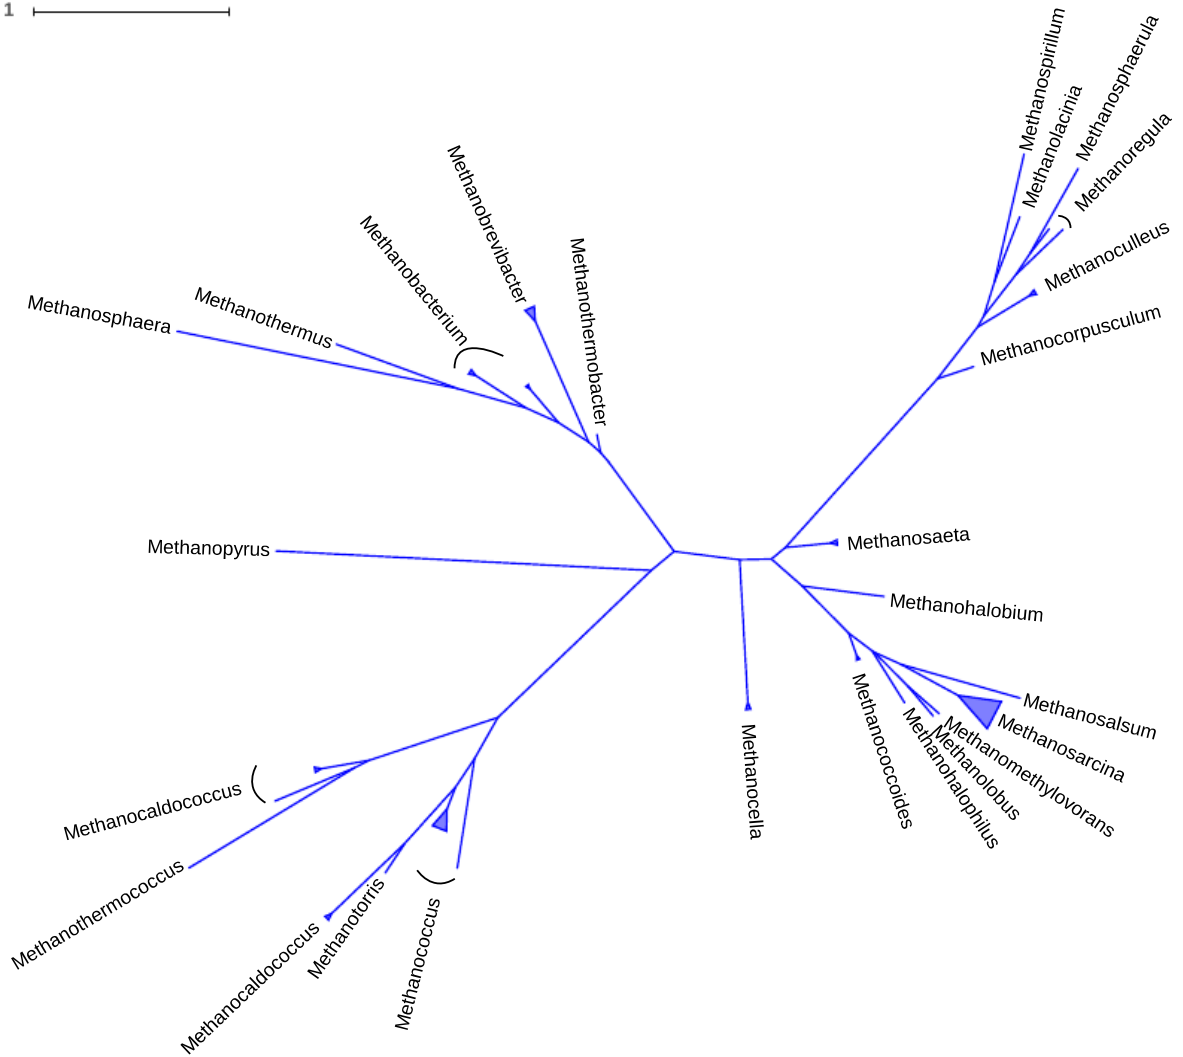 1
Methanospirillum
Methanolacinia
Methanosphaerula
Methanoregula
Methanoculleus
Methanocorpusculum
Methanobrevibacter
Methanobacterium
Methanothermobacter
Methanothermus
Methanosphaera
Methanopyrus
Methanosaeta
Methanohalobium
Methanosalsum
Methanosarcina
Methanomethylovorans
Methanolobus
Methanohalophilus
Methanococcoides
Methanocella
Methanocaldococcus
Methanothermococcus
Methanocaldococcus
Methanotorris
Methanococcus